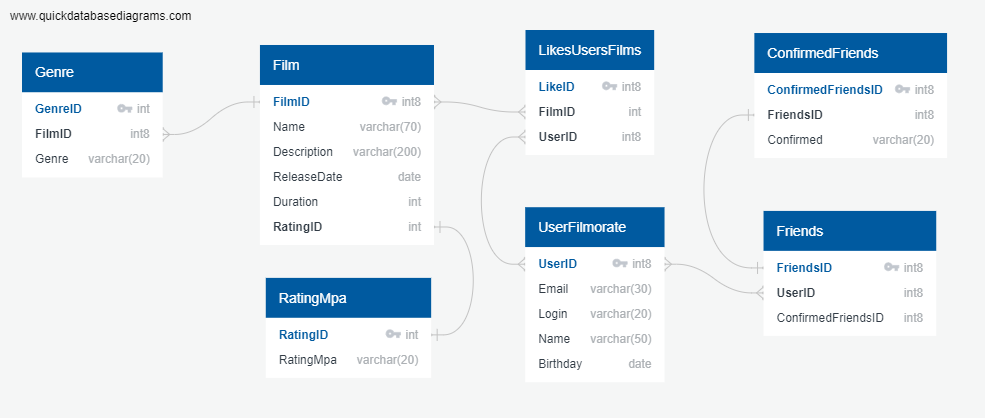 www.quickdatabasediagrams.com
Genre
GenreID int
FilmID int8
Genre varchar(20)
Film
FilmID int8
Name varchar(70)
Description varchar(200)
ReleaseDate date
Duration int
RatingID int
RatingMpa
RatingID int
RatingMpa varchar(20)
LikesUsersFilms
LikeID int8
FilmID int
UserID int8
UserFilmorate
UserID int8
Email varchar(30)
Login varchar(20)
Name varchar(50)
Birthday date
ConfirmedFriends
ConfirmedFriendsID int8
FriendsID int8
Confirmed varchar(20)
Friends
FriendsID int8
UserID int8
ConfirmedFriendsID int8